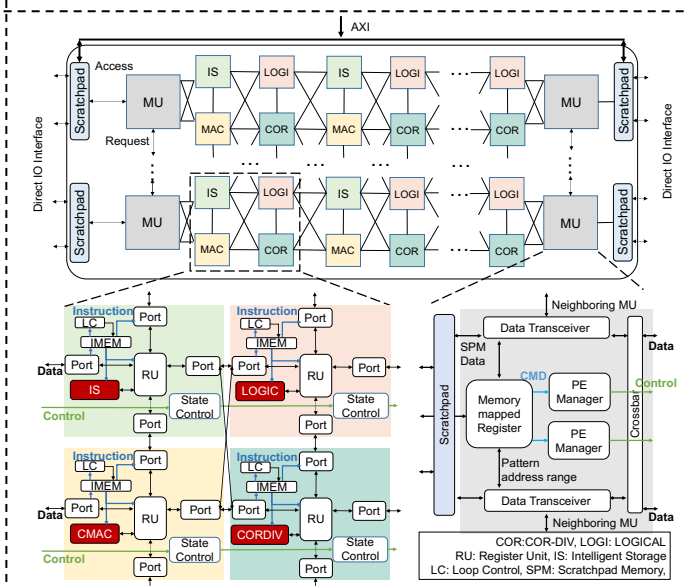 AXI
Direct IO Interface
Scratchpad
Access
MU
IS
LOGI
IS
LOGI
...
LOGI
MU
Scratchpad
Direct IO Interface
MAC
COR
MAC
COR
...
COR
Request
...
...
...
Scratchpad
MU
IS
LOGI
IS
LOGI
...
LOGI
MU
Scratchpad
MAC
COR
MAC
COR
...
COR
Instruction
LC
IMEM
Port
Port
RU
Port
Data
IS
Control
State
Control
Port
Instruction
LC
IMEM
Port
Port
RU
Port
LOGIC
State
Control
Port
Instruction
LC
IMEM
Port
Port
RU
Port
Data
CMAC
Control
State
Control
Port
Instruction
LC
IMEM
Port
Port
RU
Port
CORDIV
State
Control
Port
Neighboring MU
Scratchpad
Data Transceiver
SPM
Data
Data
CMD
Control
Memory
mapped
Register
PE
Manager
PE
Manager
Crossbar
Pattern
address range
Data Transceiver
Data
Neighboring MU
COR:COR-DIV, LOGI: LOGICAL
RU: Register Unit, IS: Intelligent Storage
LC: Loop Control, SPM: Scratchpad Memory,